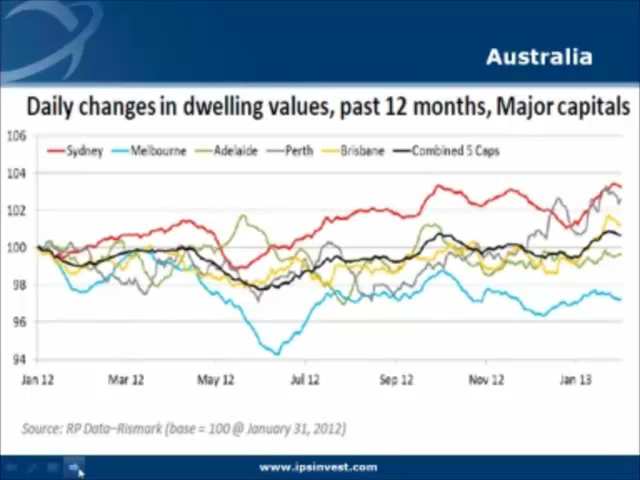 Australia
Daily changes in dwelling values, past 12 months, Major capitals
106
Sydney Melbourne Adelaide Perth Brisbane Combined 5 Caps
104
102
100
98
96
94
Jan 12 Mar 12 May 12 Jul 12 Sep 12 Nov 12 Jan 13
Source: RP Data-Rismark (base = 100 @ January 31, 2012)
www.ipsinvest.com